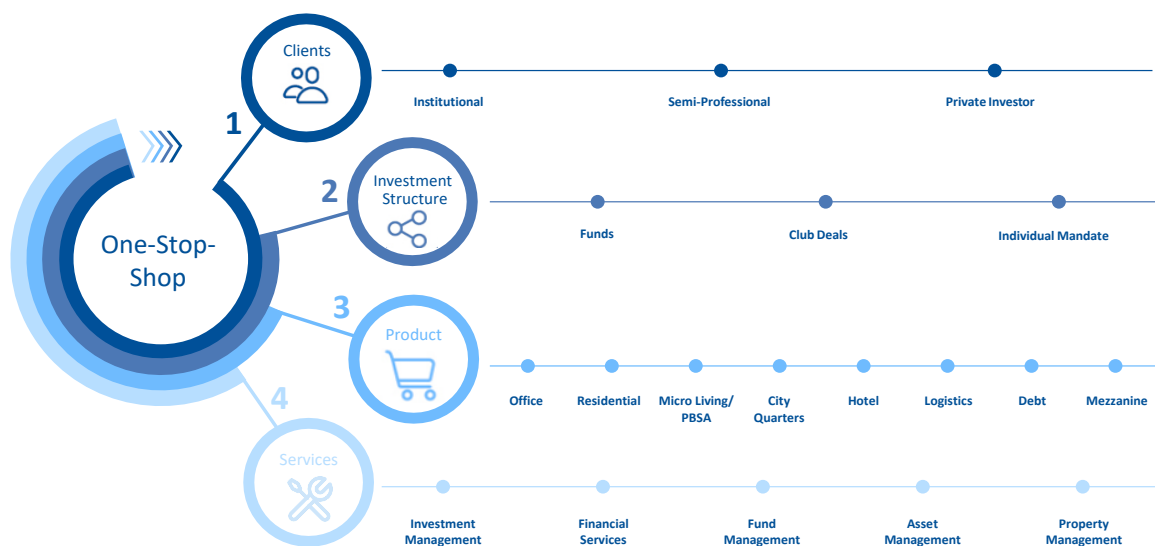 One-Stop-
Shop
1
Clients
Institutional
Semi-Professional
Private Investor
2
Investment
Structure
Funds
Club Deals
Individual Mandate
3
Product
Office
Residential
Micro Living/
PBSA
City
Quarters
Hotel
Logistics
Debt
Mezzanine
4
Services
Investment
Management
Financial
Services
Fund
Management
Asset
Management
Property
Management